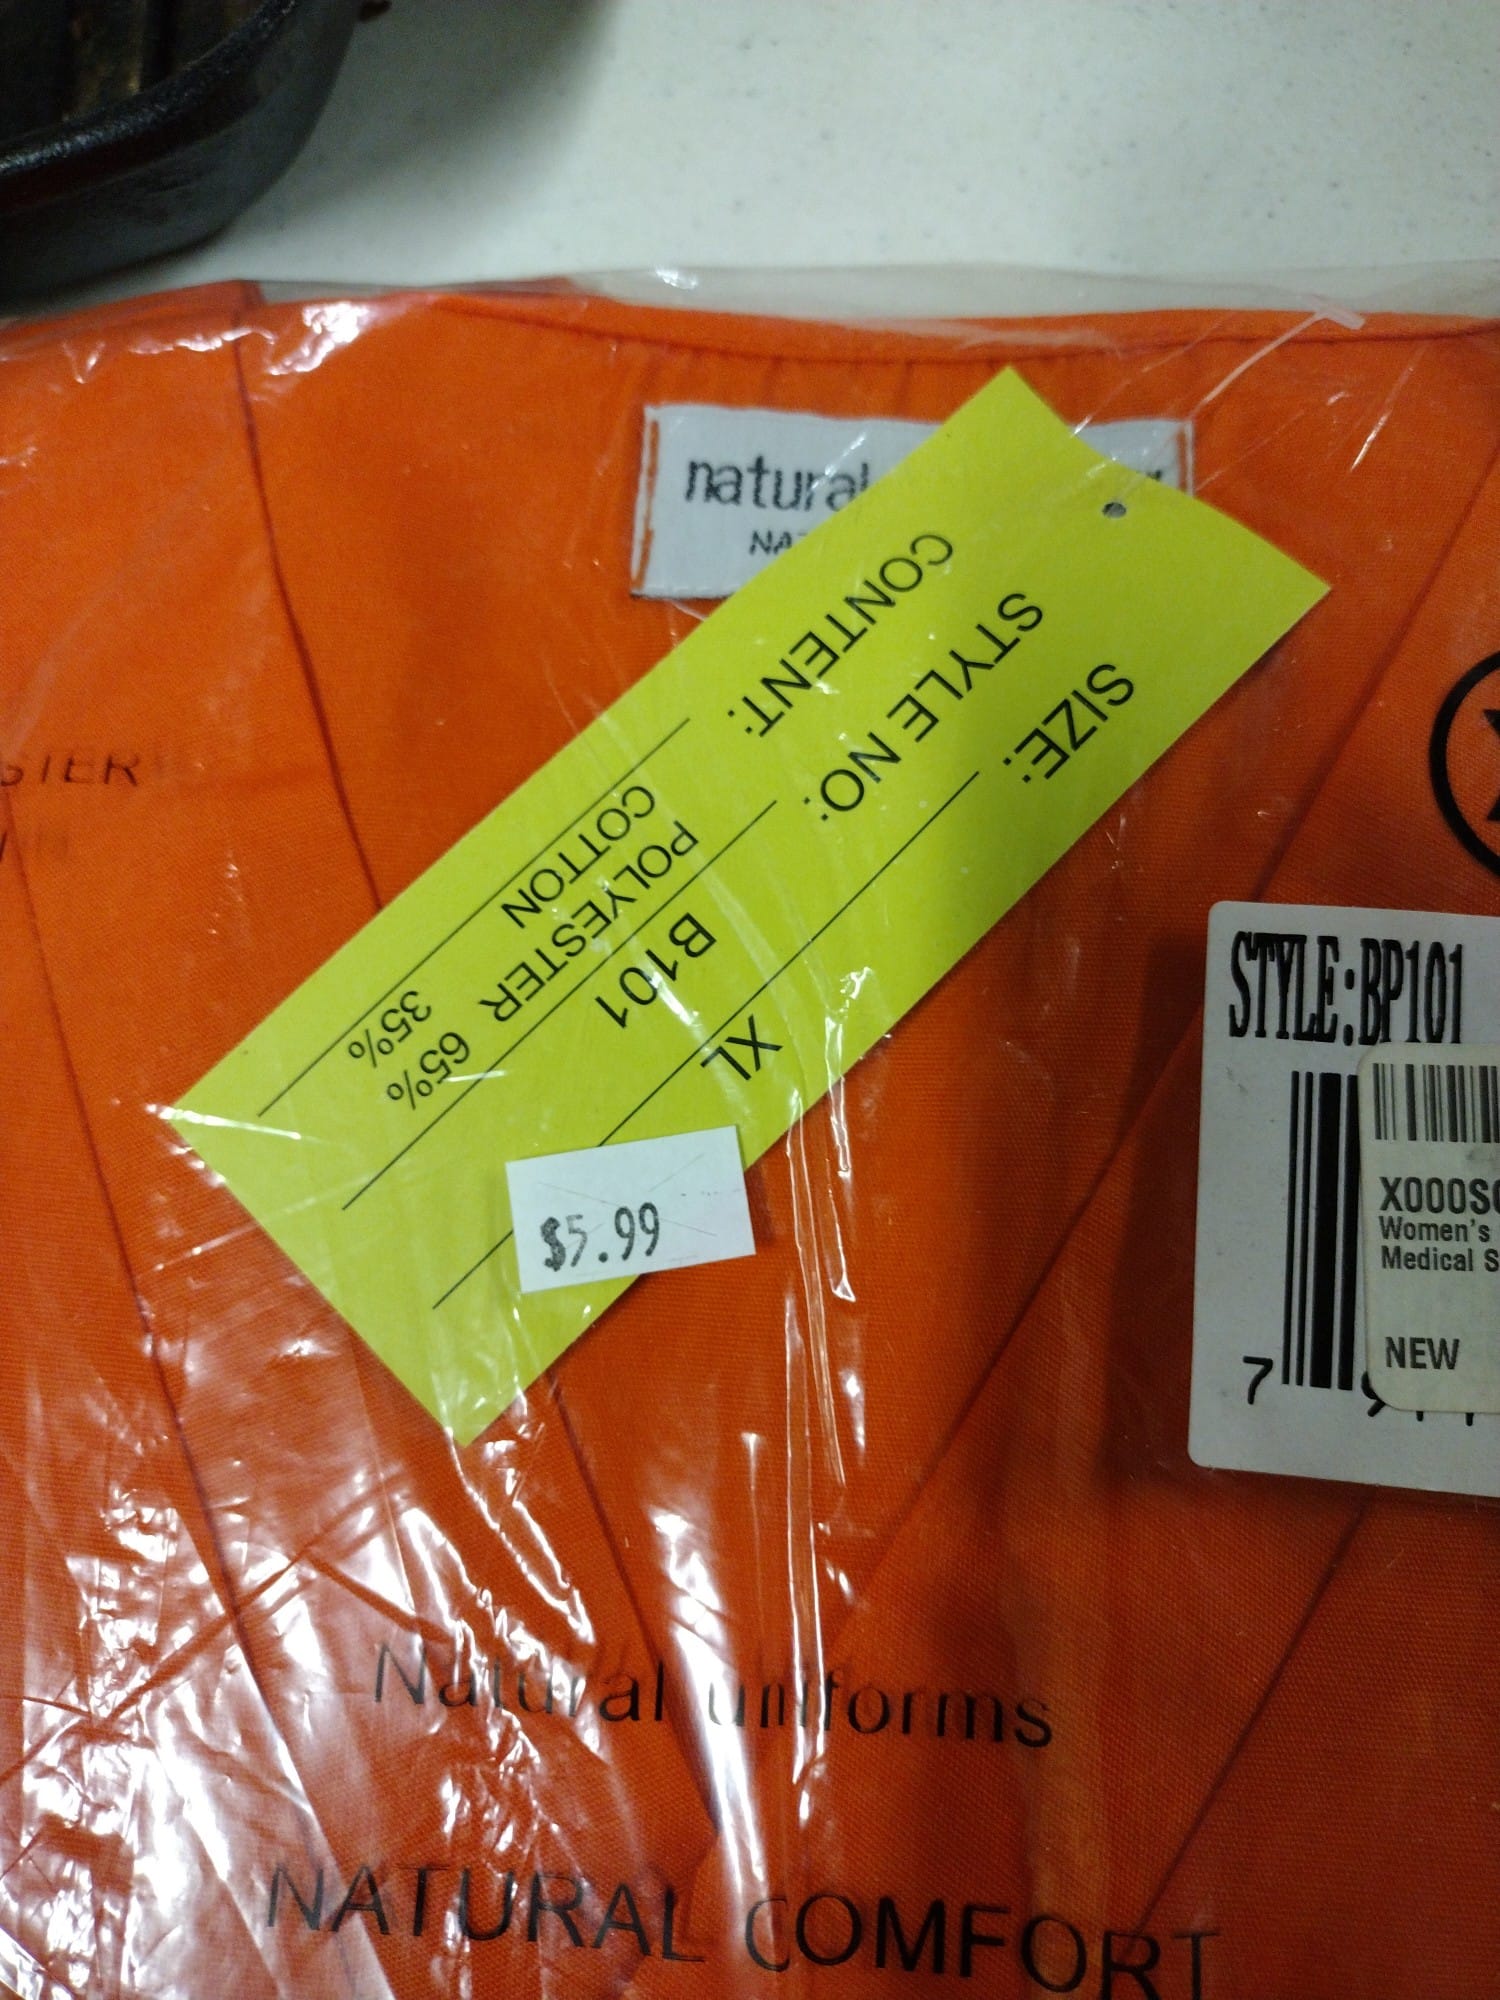 natural
SIZE: XL
STYLE NO: B101
CONTENT: POLYESTER 65%
COTTON 35%
$5.99
STYLE:BP101
Women's
Medical
NEW
7
Natural uniforms
NATURAL COMFORT